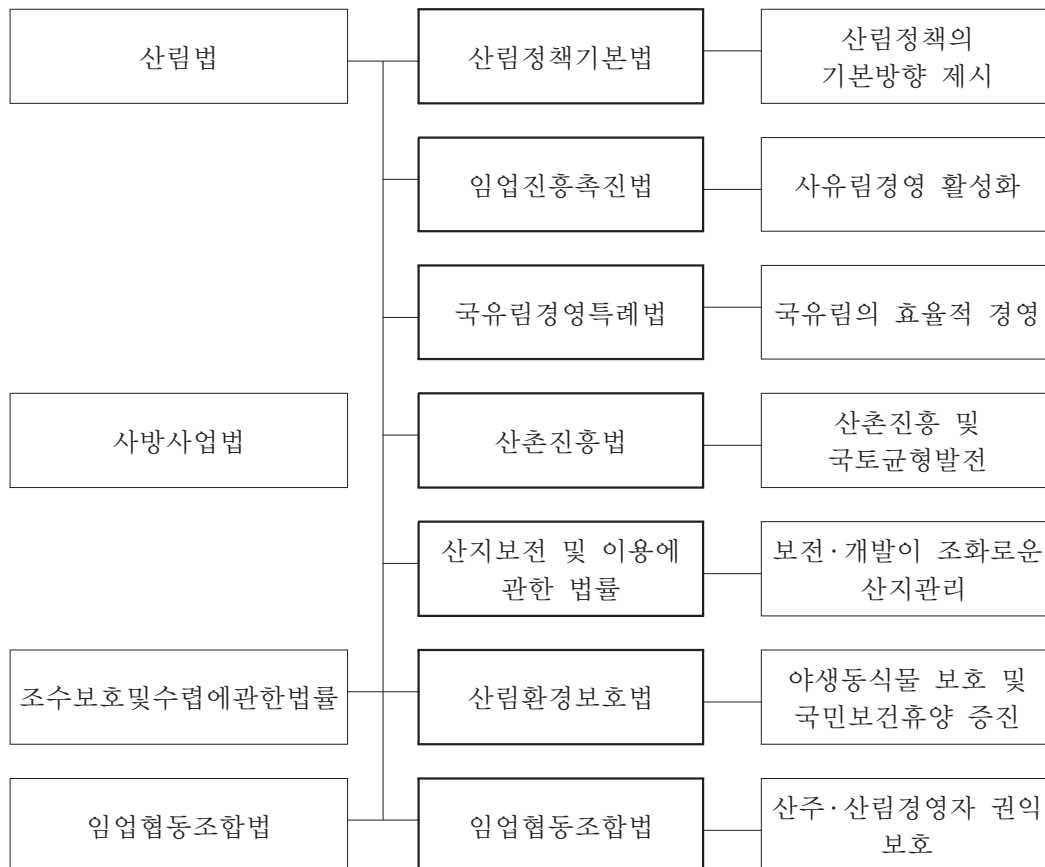 산림법
산림정책기본법
산림정책의
기본방향 제시
임업진흥촉진법
사유림경영 활성화
국유림경영특례법
국유림의 효율적 경영
사방사업법
산촌진흥법
산촌진흥 및
국토균형발전
산지보전 및 이용에
관한 법률
보전·개발이 조화로운
산지관리
조수보호및수렵에관한법률
산림환경보호법
야생동식물 보호 및
국민보건휴양 증진
임업협동조합법
임업협동조합법
산주·산림경영자 권익
보호